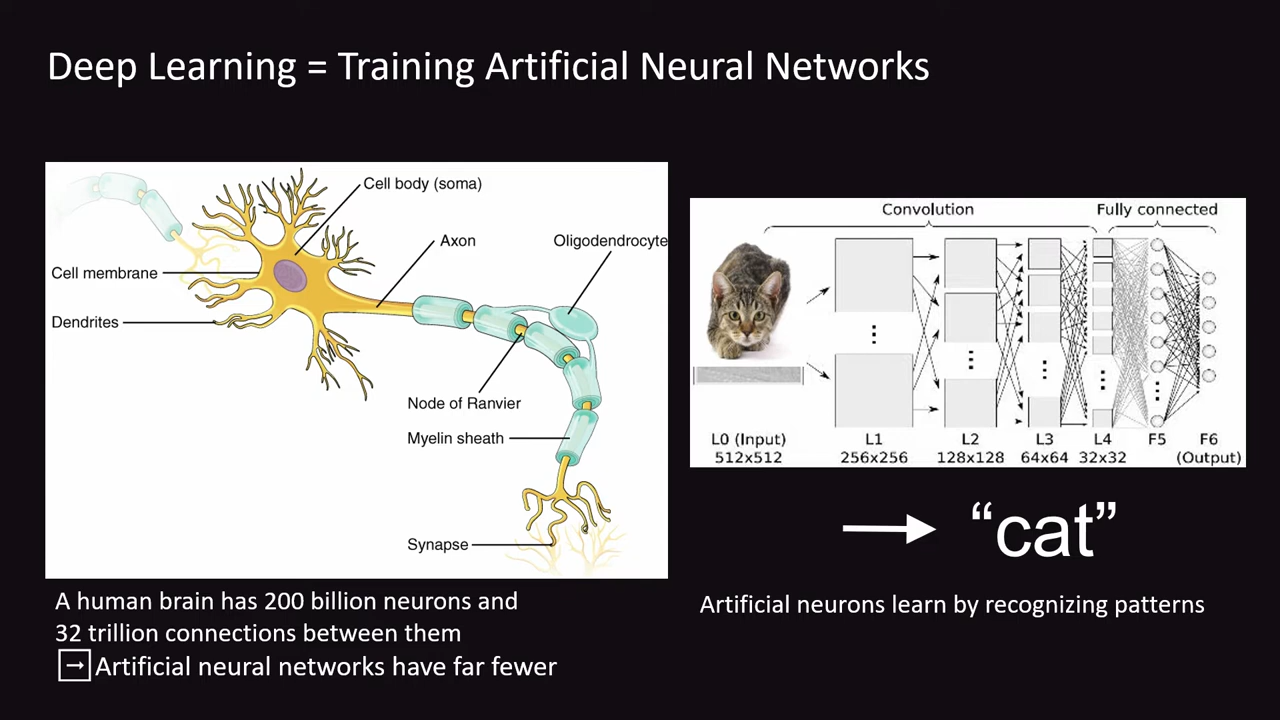 Deep Learning = Training Artificial Neural Networks
Cell body (soma)
Axon
Oligodendrocyte
Cell membrane
Dendrites
Node of Ranvier
Myelin sheath
Synapse
A human brain has 200 billion neurons and
32 trillion connections between them
→ Artificial neural networks have far fewer
Convolution
Fully connected
L0 (Input)
512x512
L1
256x256
L2
128x128
L3
64x64
L4
32x32
F5
F6
(Output)
→ “cat”
Artificial neurons learn by recognizing patterns